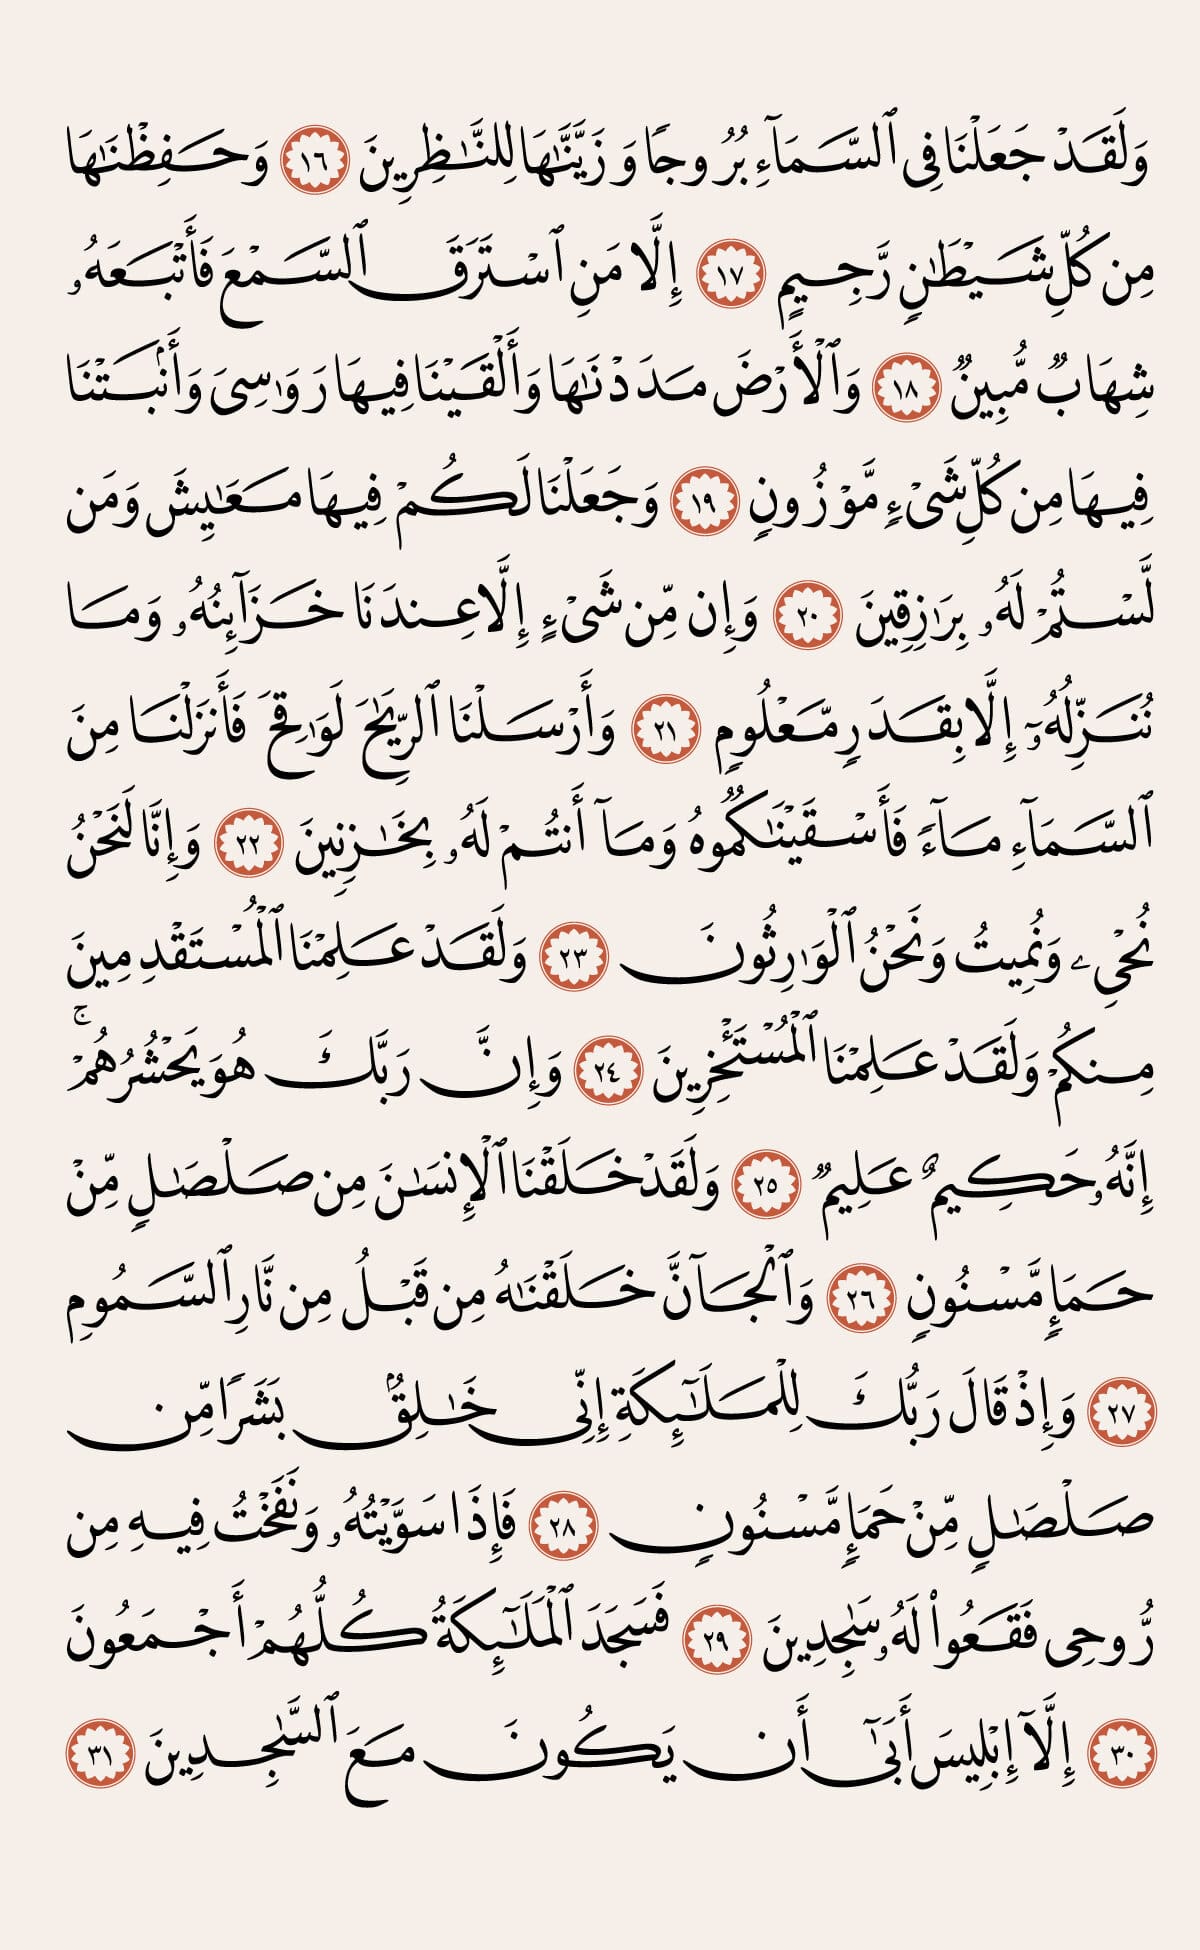 وَلَقَدْ جَعَلْنَا فِى ٱلسَّمَآءِ بُرُوجًا وَزَيَّنَّـٰهَا لِلنَّـٰظِرِينَ ١٦ وَحَفِظْنَـٰهَا
مِن كُلِّ شَيْطَـٰنٍ رَّجِيمٍ ١٧ إِلَّا مَنِ ٱسْتَرَقَ ٱلسَّمْعَ فَأَتْبَعَهُۥ
شِهَابٌ مُّبِينٌ ١٨ وَٱلْأَرْضَ مَدَدْنَـٰهَا وَأَلْقَيْنَا فِيهَا رَوَٰسِىَ وَأَنۢبَتْنَا
فِيهَا مِن كُلِّ شَىْءٍ مَّوْزُونٍ ١٩ وَجَعَلْنَا لَكُمْ فِيهَا مَعَـٰيِشَ وَمَن
لَّسْتُمْ لَهُۥ بِرَٰزِقِينَ ٢٠ وَإِن مِّن شَىْءٍ إِلَّا عِندَنَا خَزَآئِنُهُۥ وَمَا
نُنَزِّلُهُۥٓ إِلَّا بِقَدَرٍ مَّعْلُومٍ ٢١ وَأَرْسَلْنَا ٱلرِّيَـٰحَ لَوَٰقِحَ فَأَنزَلْنَا مِنَ
ٱلسَّمَآءِ مَآءً فَأَسْقَيْنَـٰكُمُوهُ وَمَآ أَنتُمْ لَهُۥ بِخَـٰزِنِينَ ٢٢ وَإِنَّا لَنَحْنُ
نُحْىِۦ وَنُمِيتُ وَنَحْنُ ٱلْوَٰرِثُونَ ٢٣ وَلَقَدْ عَلِمْنَا ٱلْمُسْتَقْدِمِينَ
مِنكُمْ وَلَقَدْ عَلِمْنَا ٱلْمُسْتَـْٔخِرِينَ ٢٤ وَإِنَّ رَبَّكَ هُوَ يَحْشُرُهُمْ ۚ
إِنَّهُۥ حَكِيمٌ عَلِيمٌ ٢٥ وَلَقَدْ خَلَقْنَا ٱلْإِنسَـٰنَ مِن صَلْصَـٰلٍ مِّنْ
حَمَإٍ مَّسْنُونٍ ٢٦ وَٱلْجَآنَّ خَلَقْنَـٰهُ مِن قَبْلُ مِن نَّارِ ٱلسَّمُومِ
٢٧ وَإِذْ قَالَ رَبُّكَ لِلْمَلَـٰٓئِكَةِ إِنِّى خَـٰلِقٌۢ بَشَرًا مِّن
صَلْصَـٰلٍ مِّنْ حَمَإٍ مَّسْنُونٍ ٢٨ فَإِذَا سَوَّيْتُهُۥ وَنَفَخْتُ فِيهِ مِن
رُّوحِى فَقَعُوا۟ لَهُۥ سَـٰجِدِينَ ٢٩ فَسَجَدَ ٱلْمَلَـٰٓئِكَةُ كُلُّهُمْ أَجْمَعُونَ
٣٠ إِلَّآ إِبْلِيسَ أَبَىٰٓ أَن يَكُونَ مَعَ ٱلسَّـٰجِدِينَ ٣١